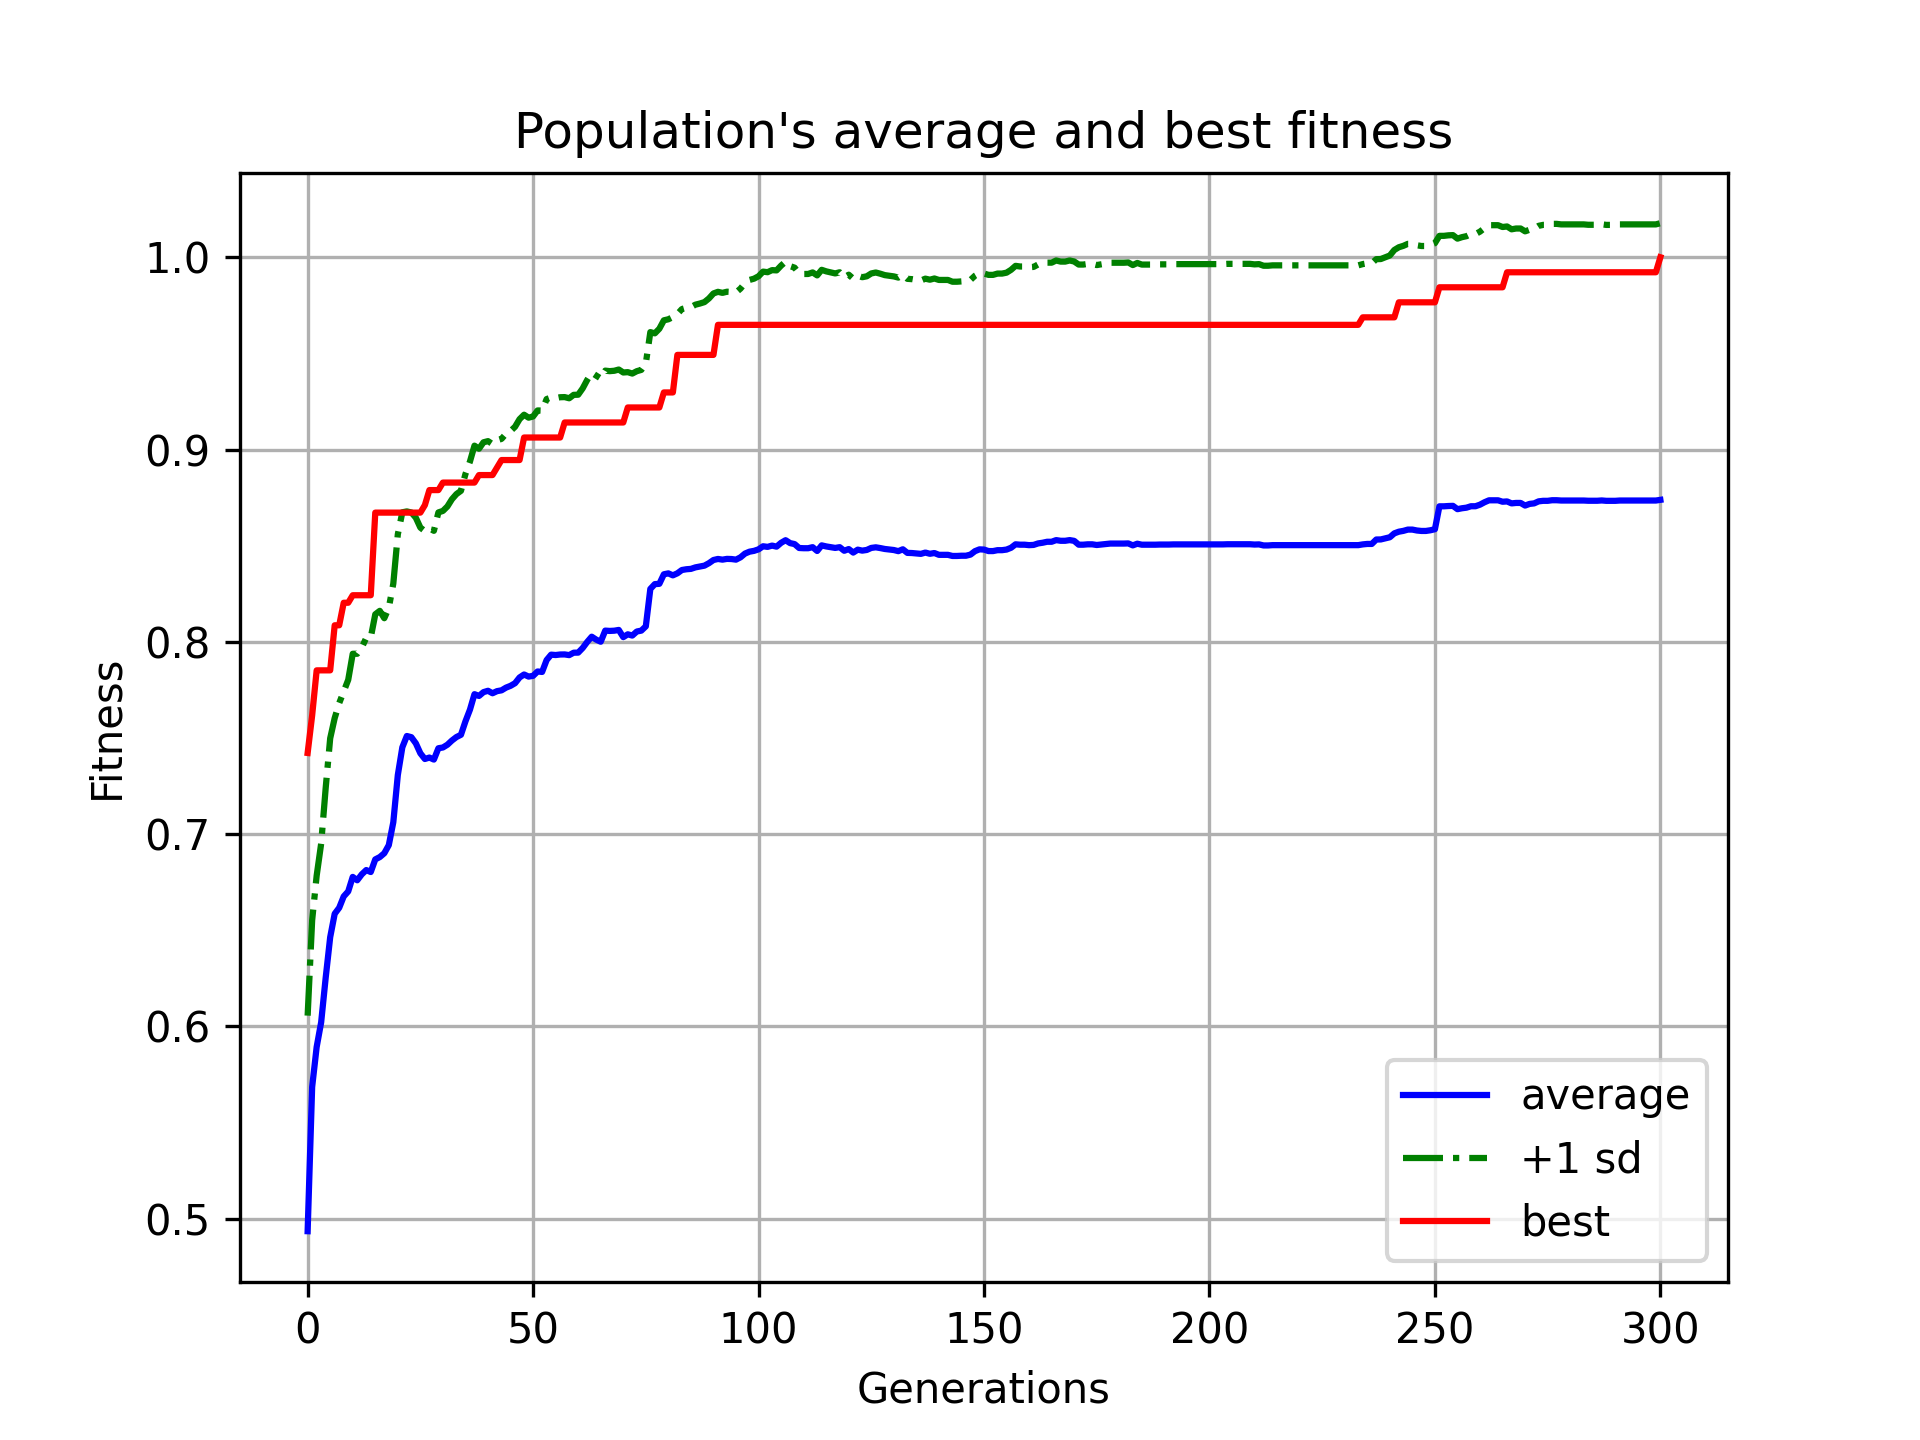 Population's average and best fitness
Fitness
1.0
0.9
0.8
0.7
0.6
0.5
0 50 100 150 200 250 300
Generations
average
+1 sd
best